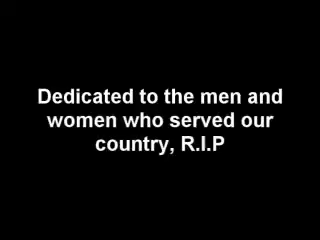 Dedicated to the men and
women who served our
country, R.I.P